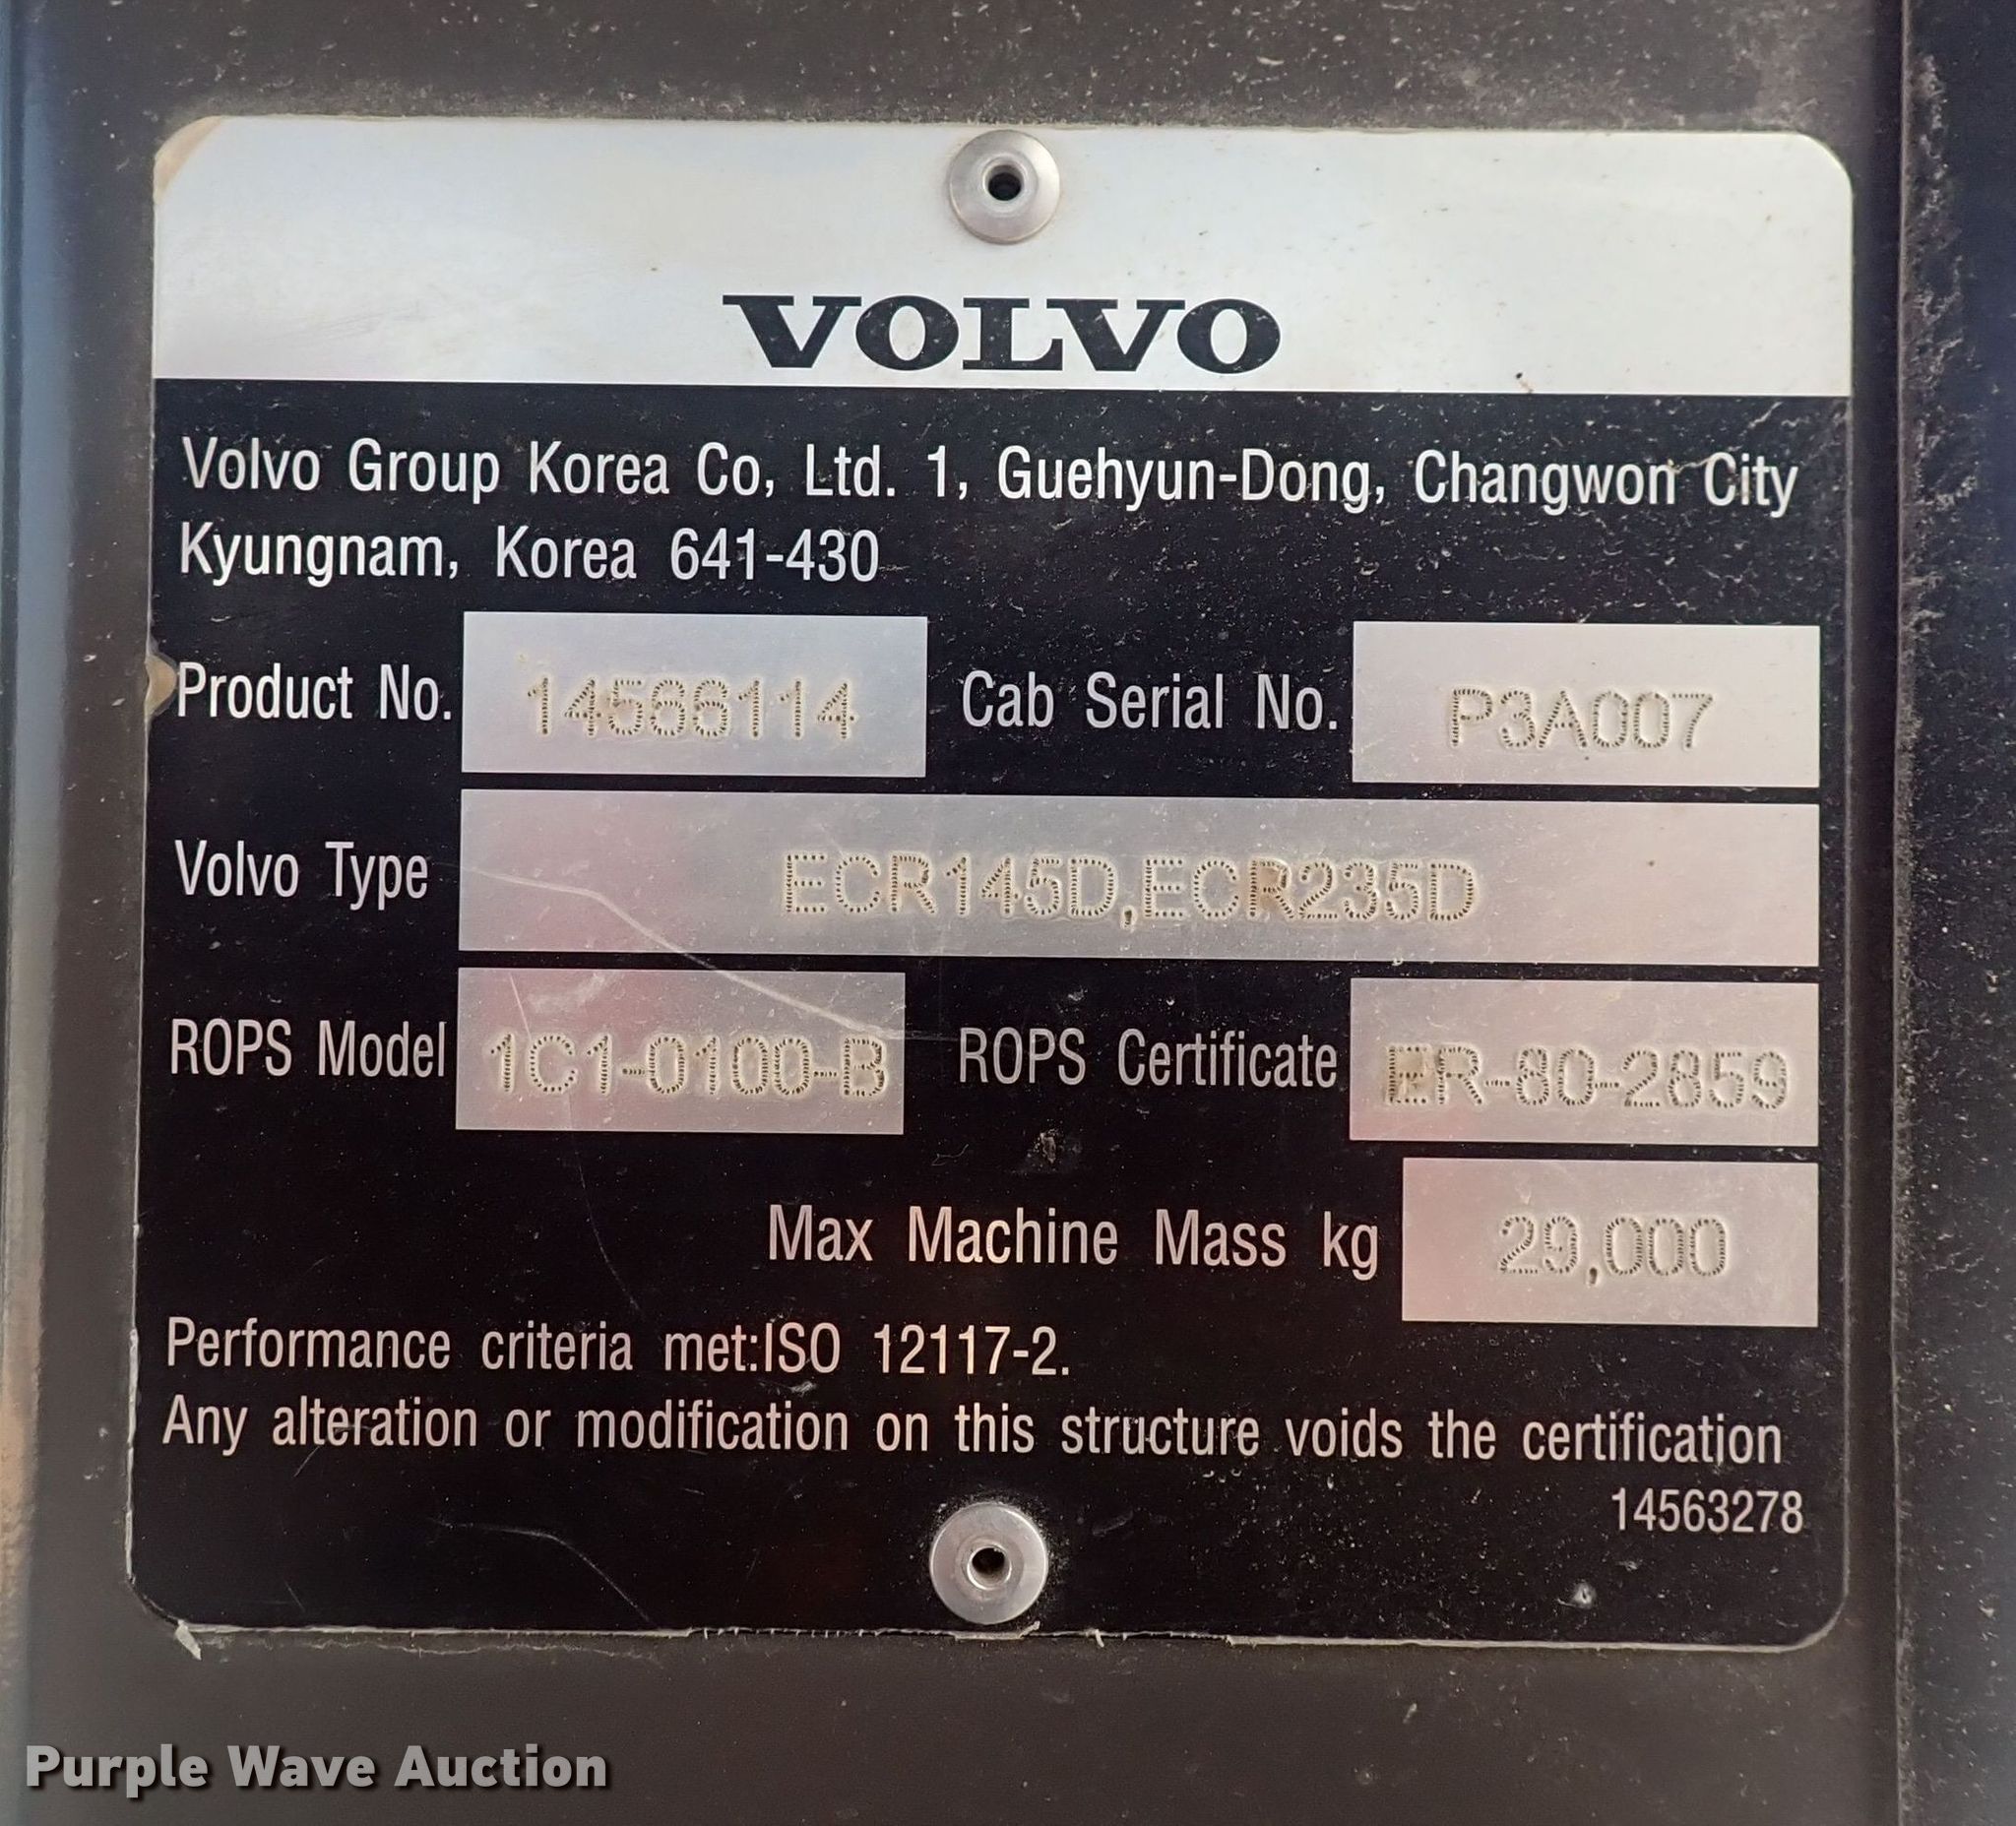 VOLVO
Volvo Group Korea Co, Ltd. 1, Guehyun-Dong, Changwon City
Kyungnam, Korea 641-430
Product No. 14566114 Cab Serial No. P3A007
Volvo Type ECR145D,ECR235D
ROPS Model 1C1-0100-B ROPS Certificate ER-80-2859
Max Machine Mass kg 29,000
Performance criteria met:ISO 12117-2.
Any alteration or modification on this structure voids the certification
14563278
Purple Wave Auction